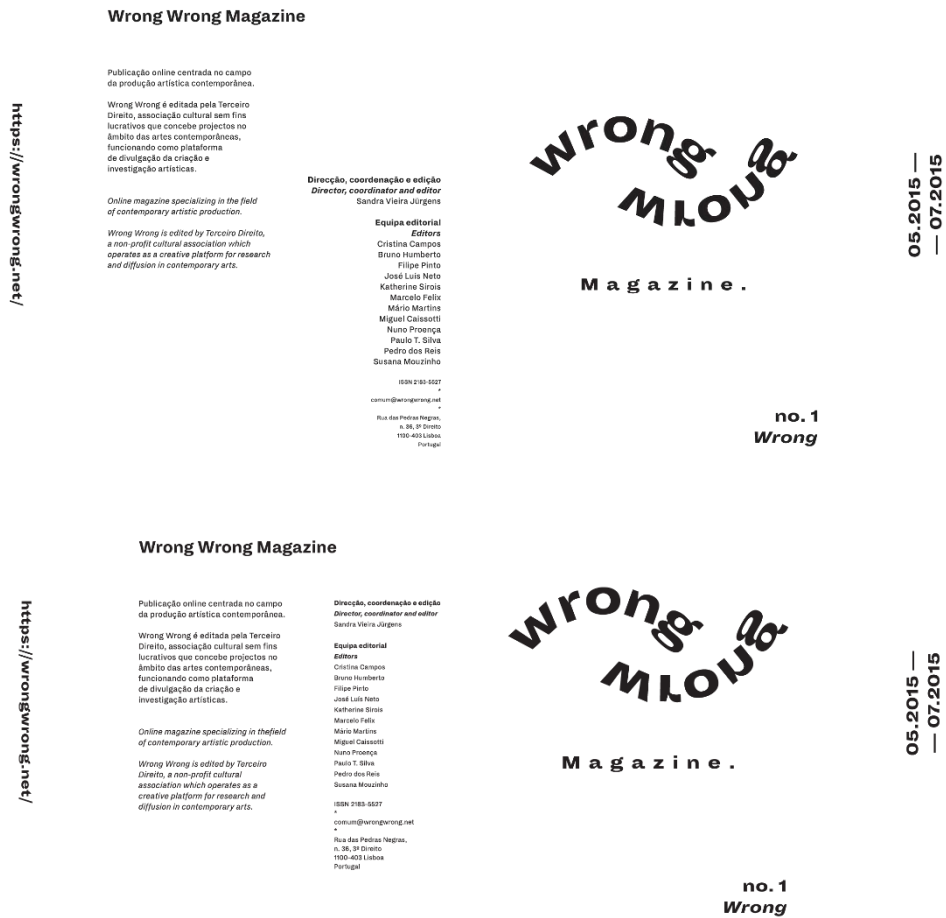 https://wrongwrong.net/
Wrong Wrong Magazine
Publicação online centrada no campo
da produção artística contemporânea.
Wrong Wrong é editada pela Terceiro
Direito, associação cultural sem fins
lucrativos que concebe projectos no
âmbito das artes contemporâneas,
funcionando como plataforma
de divulgação da criação e
investigação artísticas.
Online magazine specializing in the field
of contemporary artistic production.
Wrong Wrong is edited by Terceiro Direito,
a non-profit cultural association which
operates as a creative platform for research
and diffusion in contemporary arts.
Direcção, coordenação e edição
Director, coordinator and editor
Sandra Vieira Jürgens
Equipa editorial
Editors
Cristina Campos
Bruno Humberto
Filipe Pinto
José Luis Neto
Katherine Sirois
Marcelo Felix
Mário Martins
Miguel Caissotti
Nuno Proença
Paulo T. Silva
Pedro dos Reis
Susana Mouzinho
ISSN 2183-5527
*
comum@wrongwrong.net
*
Rua das Pedras Negras,
n. 36, 3º Direito
1100-403 Lisboa
Portugal
wrong
wrong
Magazine.
no. 1
Wrong
05.2015 —
— 07.2015
https://wrongwrong.net/
Wrong Wrong Magazine
Publicação online centrada no campo
da produção artística contemporânea.
Wrong Wrong é editada pela Terceiro
Direito, associação cultural sem fins
lucrativos que concebe projectos no
âmbito das artes contemporâneas,
funcionando como plataforma
de divulgação da criação e
investigação artísticas.
Online magazine specializing in thefield
of contemporary artistic production.
Wrong Wrong is edited by Terceiro
Direito, a non-profit cultural
association which operates as a
creative platform for research and
diffusion in contemporary arts.
Direcção, coordenação e edição
Director, coordinator and editor
Sandra Vieira Jürgens
Equipa editorial
Editors
Cristina Campos
Bruno Humberto
Filipe Pinto
José Luís Neto
Katherine Sirois
Marcelo Felix
Mário Martins
Miguel Caissotti
Nuno Proença
Paulo T. Silva
Pedro dos Reis
Susana Mouzinho
ISSN 2183-5527
*
comum@wrongwrong.net
*
Rua das Pedras Negras,
n. 36, 3º Direito
1100-403 Lisboa
Portugal
wrong
wrong
Magazine.
no. 1
Wrong
05.2015 —
— 07.2015